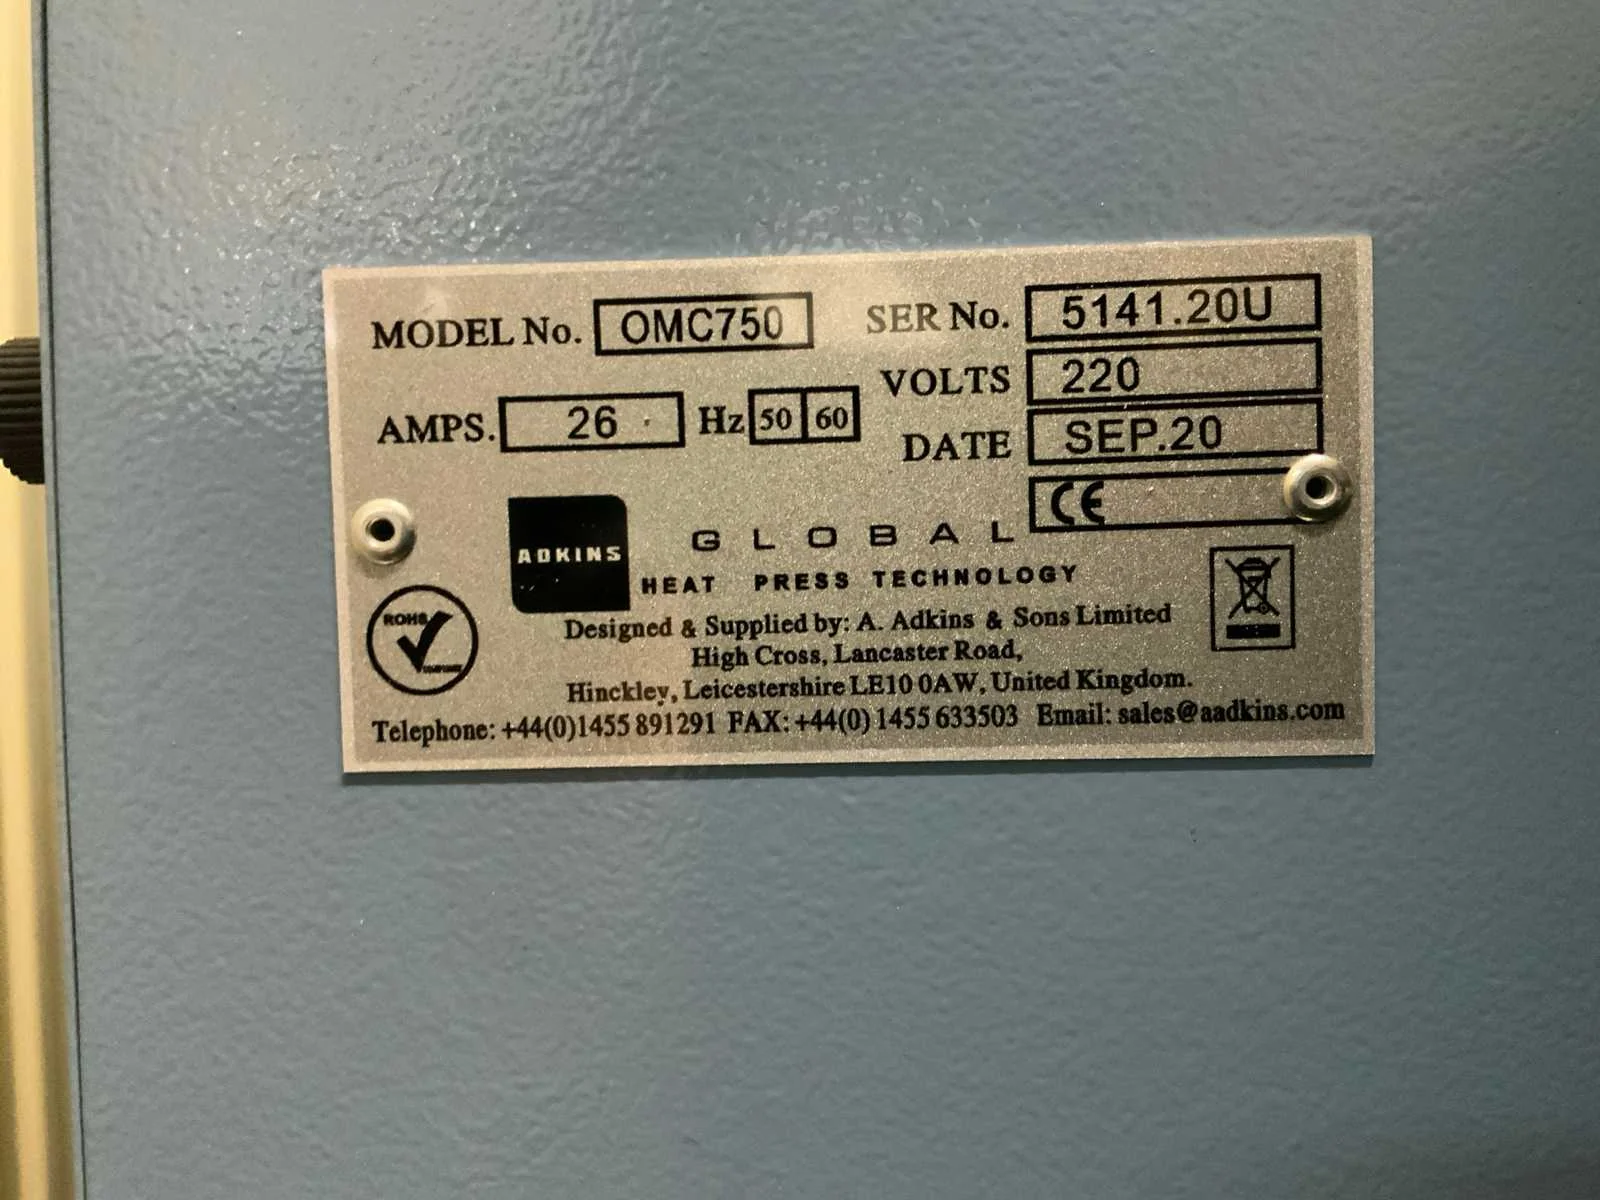 MODEL No. OMC750 SER No. 5141.20U
VOLTS 220
AMPS. 26 Hz 50 60
DATE SEP.20
CE
ADKINS
GLOBAL
HEAT PRESS TECHNOLOGY
ROHS
Designed & Supplied by: A. Adkins & Sons Limited
High Cross, Lancaster Road,
Hinckley, Leicestershire LE10 0AW, United Kingdom.
Telephone: +44(0)1455 891291 FAX: +44(0) 1455 633503 Email: sales@aadkins.com